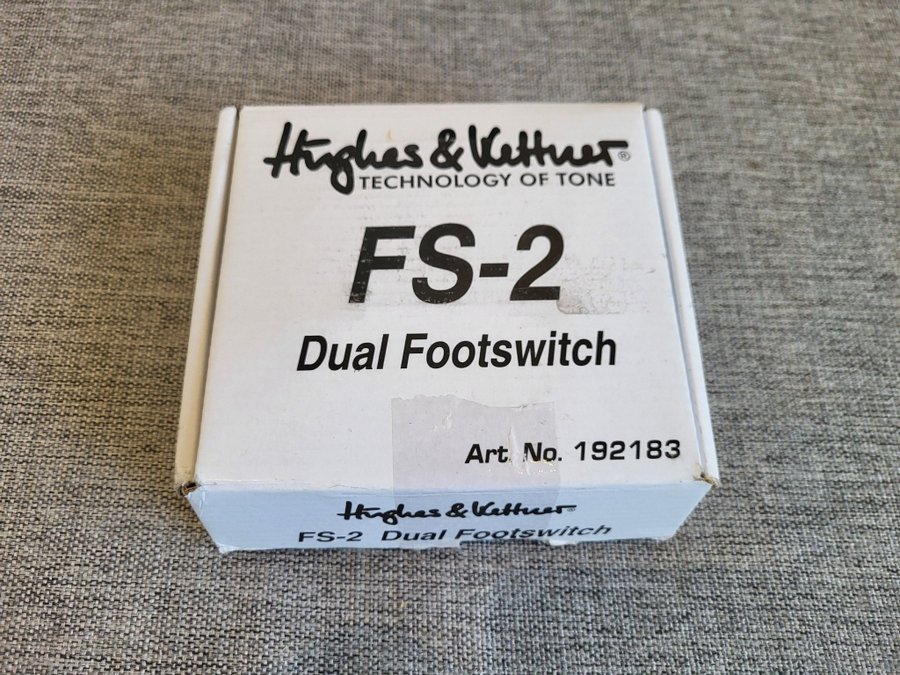 Hughes & Kettner®
TECHNOLOGY OF TONE
FS-2
Dual Footswitch
Art. No. 192183
Hughes & Kettner®
FS-2 Dual Footswitch